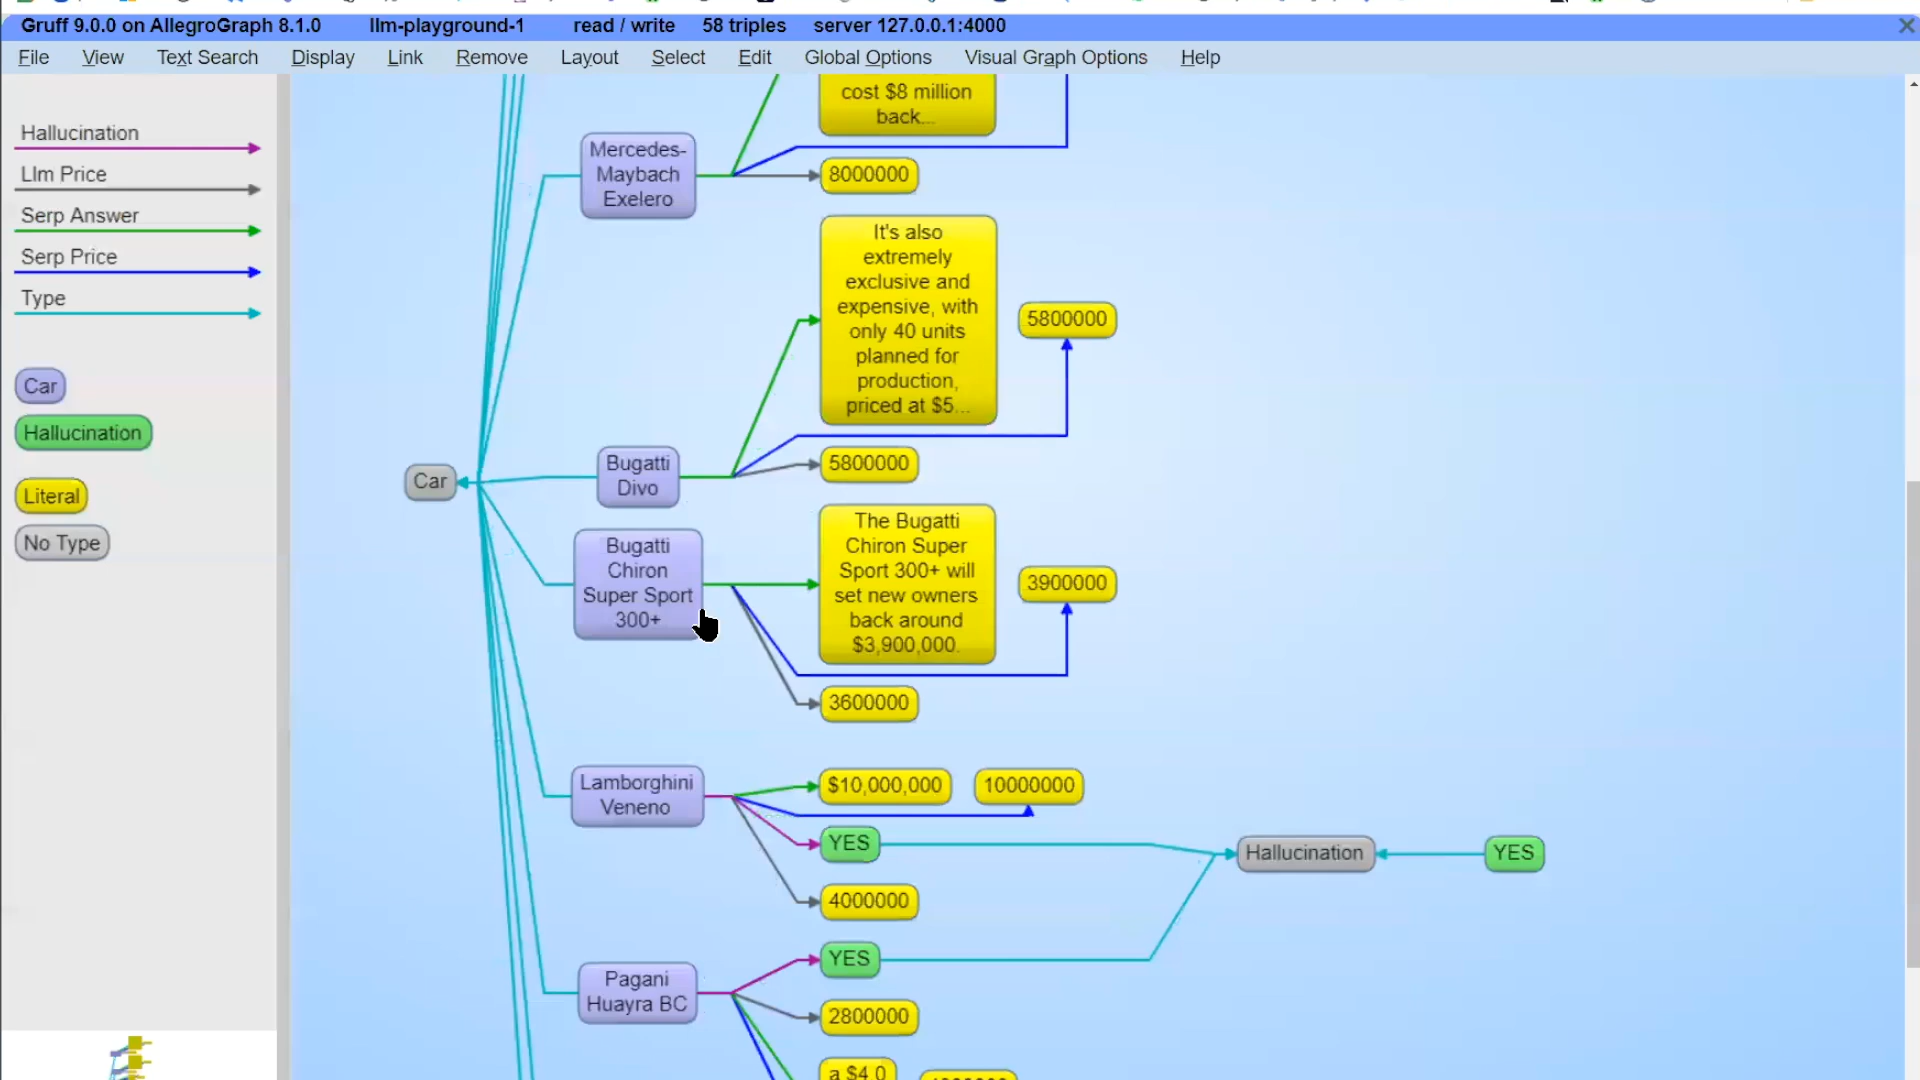 Gruff 9.0.0 on AllegroGraph 8.1.0 llm-playground-1 read / write 58 triples server 127.0.0.1:4000
File View Text Search Display Link Remove Layout Select Edit Global Options Visual Graph Options Help
Hallucination
Llm Price
Serp Answer
Serp Price
Type
Car
Hallucination
Literal
No Type
cost $8 million
back...
Mercedes-
Maybach
Exelero
8000000
It's also
extremely
exclusive and
expensive, with
only 40 units
planned for
production,
priced at $5...
5800000
Car
Bugatti
Divo
5800000
Bugatti
Chiron
Super Sport
300+
The Bugatti
Chiron Super
Sport 300+ will
set new owners
back around
$3,900,000.
3900000
3600000
Lamborghini
Veneno
$10,000,000
10000000
YES
Hallucination
YES
4000000
Pagani
Huayra BC
YES
2800000
a $4.0